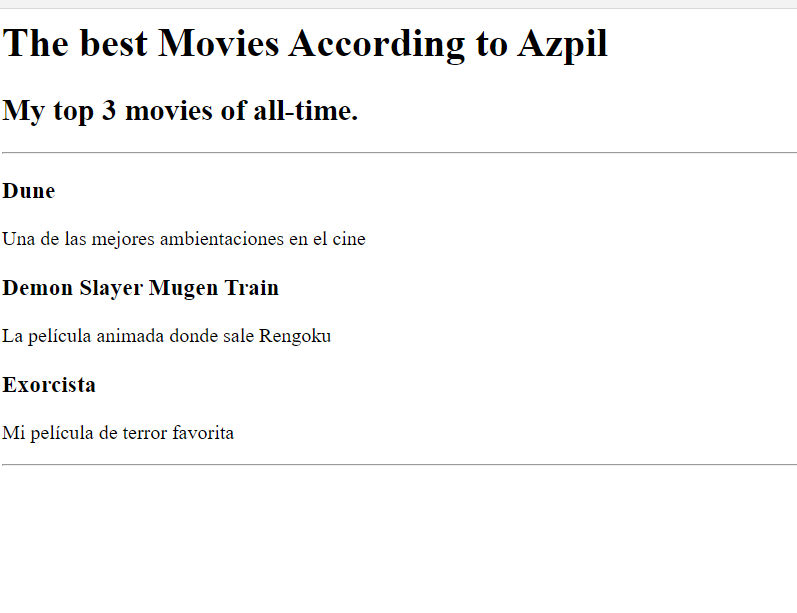 The best Movies According to Azpil
My top 3 movies of all-time.
Dune
Una de las mejores ambientaciones en el cine
Demon Slayer Mugen Train
La película animada donde sale Rengoku
Exorcista
Mi película de terror favorita